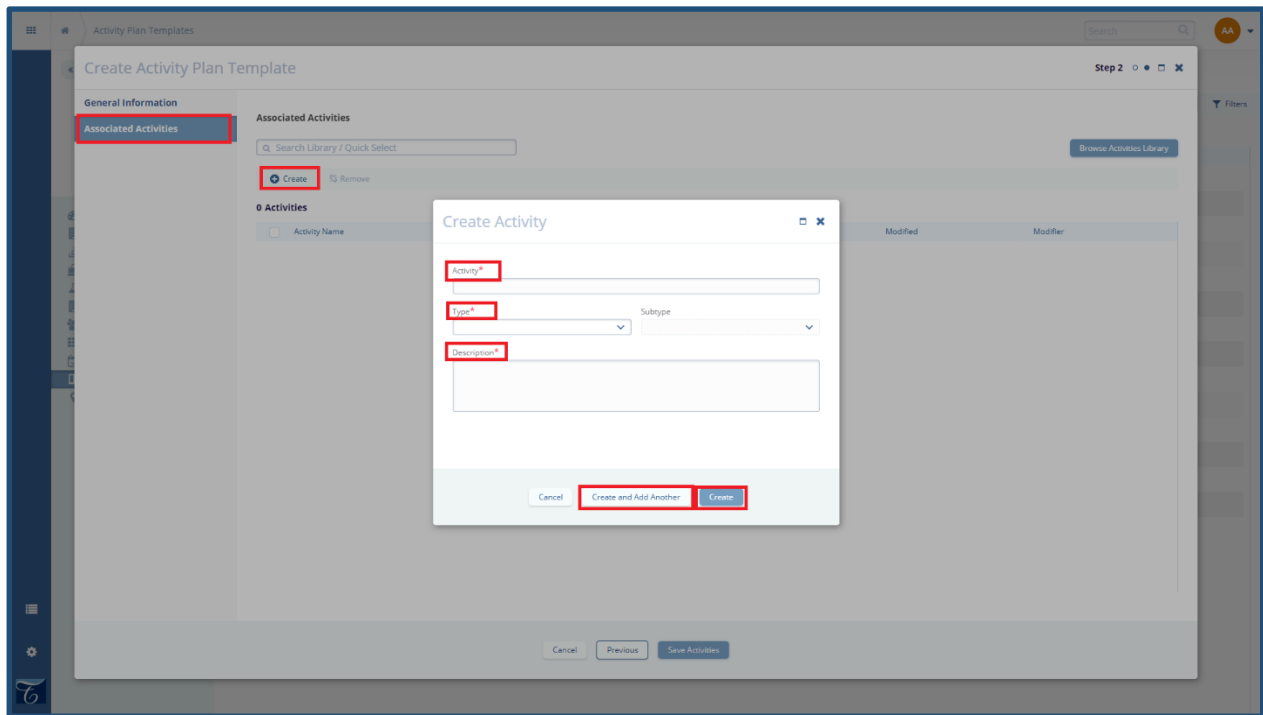 Activity Plan Templates
Search
AA
Create Activity Plan Template
Step 2
General Information
Filters
Associated Activities
Associated Activities
Search Library / Quick Select
Browse Activities Library
Create
Remove
0 Activities
Activity Name
Modified
Modifier
Create Activity
Activity*
Type*
Subtype
Description*
Cancel
Create and Add Another
Create
Cancel
Previous
Save Activities